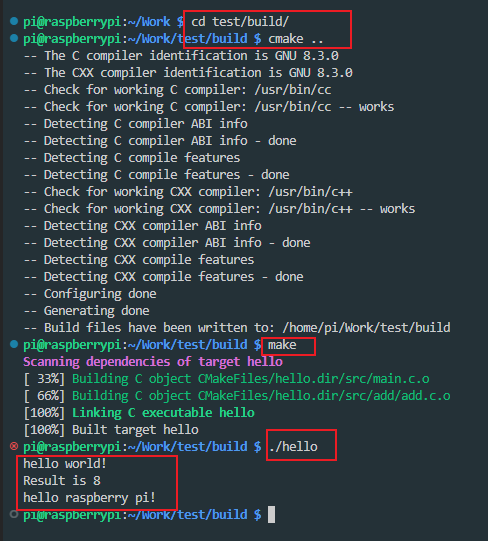 pi@raspberrypi:~/Work $ cd test/build/
pi@raspberrypi:~/Work/test/build $ cmake ..
-- The C compiler identification is GNU 8.3.0
-- The CXX compiler identification is GNU 8.3.0
-- Check for working C compiler: /usr/bin/cc
-- Check for working C compiler: /usr/bin/cc -- works
-- Detecting C compiler ABI info
-- Detecting C compiler ABI info - done
-- Detecting C compile features
-- Detecting C compile features - done
-- Check for working CXX compiler: /usr/bin/c++
-- Check for working CXX compiler: /usr/bin/c++ -- works
-- Detecting CXX compiler ABI info
-- Detecting CXX compiler ABI info - done
-- Detecting CXX compile features
-- Detecting CXX compile features - done
-- Configuring done
-- Generating done
-- Build files have been written to: /home/pi/Work/test/build
pi@raspberrypi:~/Work/test/build $ make
Scanning dependencies of target hello
[ 33%] Building C object CMakeFiles/hello.dir/src/main.c.o
[ 66%] Building C object CMakeFiles/hello.dir/src/add/add.c.o
[100%] Linking C executable hello
[100%] Built target hello
pi@raspberrypi:~/Work/test/build $ ./hello
hello world!
Result is 8
hello raspberry pi!
pi@raspberrypi:~/Work/test/build $